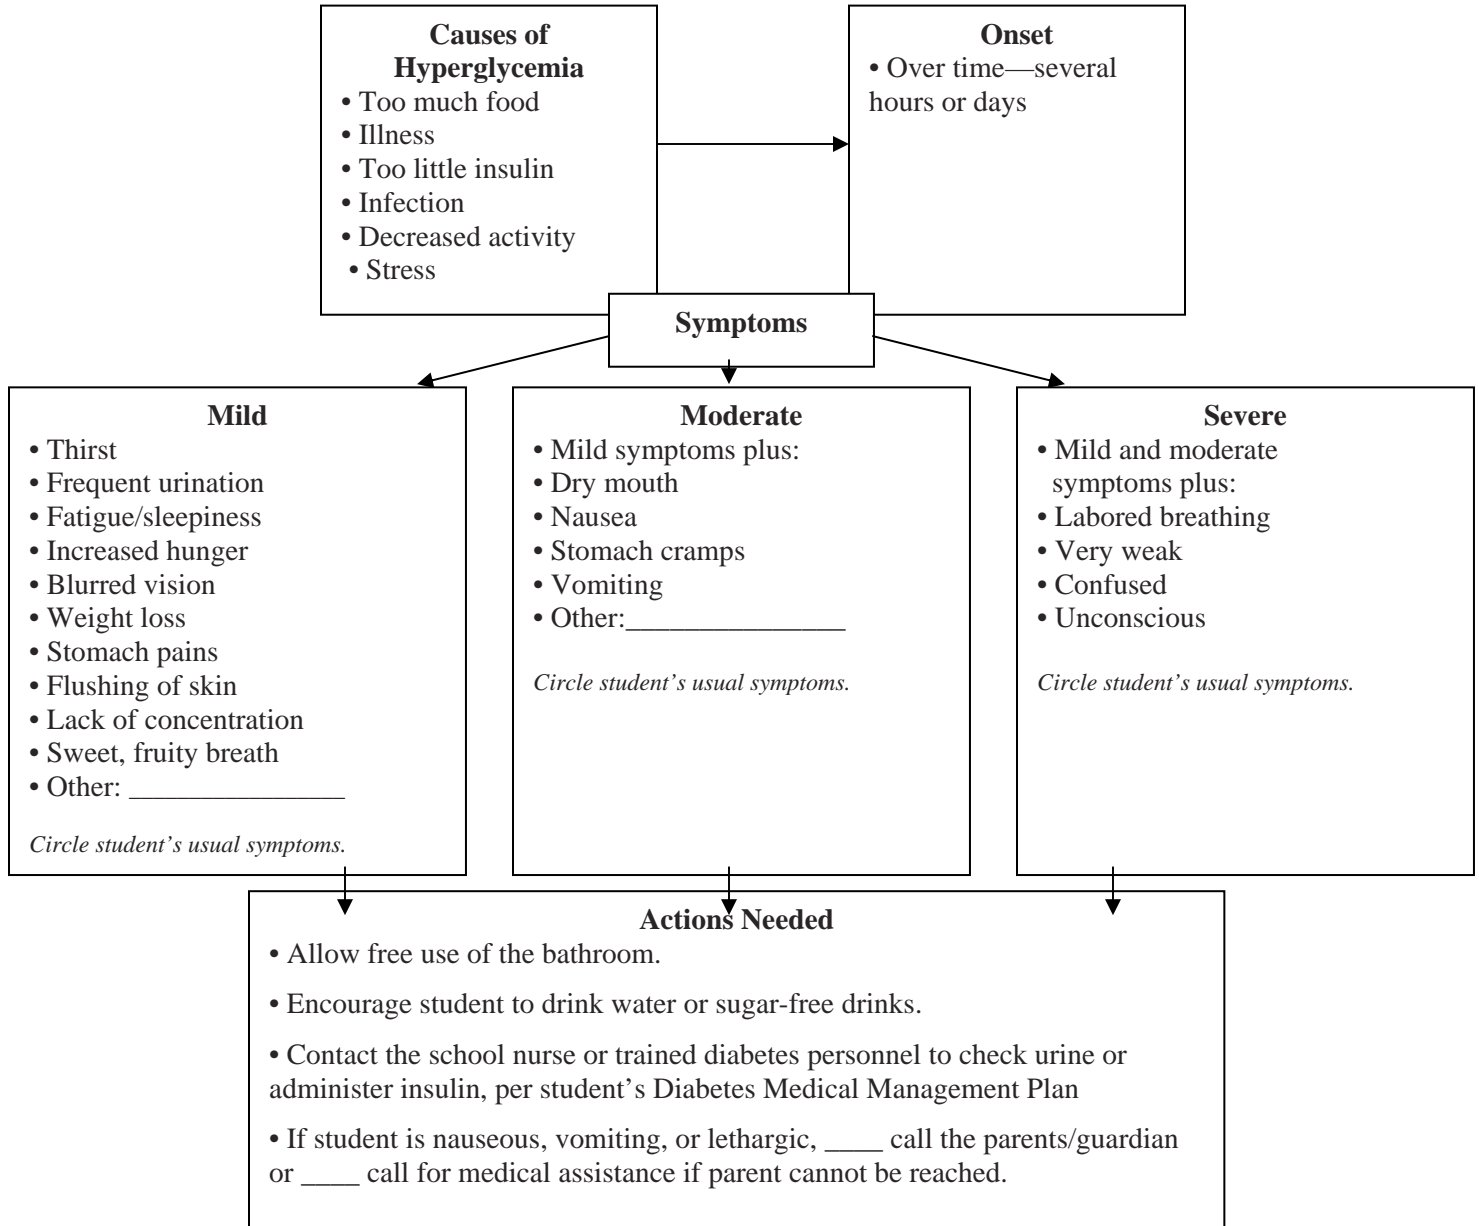 Causes of
Hyperglycemia
• Too much food
• Illness
• Too little insulin
• Infection
• Decreased activity
• Stress
Onset
• Over time—several
hours or days
Symptoms
Mild
• Thirst
• Frequent urination
• Fatigue/sleepiness
• Increased hunger
• Blurred vision
• Weight loss
• Stomach pains
• Flushing of skin
• Lack of concentration
• Sweet, fruity breath
• Other: __________________
Circle student’s usual symptoms.
Moderate
• Mild symptoms plus:
• Dry mouth
• Nausea
• Stomach cramps
• Vomiting
• Other:_______________
Circle student’s usual symptoms.
Severe
• Mild and moderate
symptoms plus:
• Labored breathing
• Very weak
• Confused
• Unconscious
Circle student’s usual symptoms.
Actions Needed
• Allow free use of the bathroom.
• Encourage student to drink water or sugar-free drinks.
• Contact the school nurse or trained diabetes personnel to check urine or
administer insulin, per student’s Diabetes Medical Management Plan
• If student is nauseous, vomiting, or lethargic, ____ call the parents/guardian
or ____ call for medical assistance if parent cannot be reached.